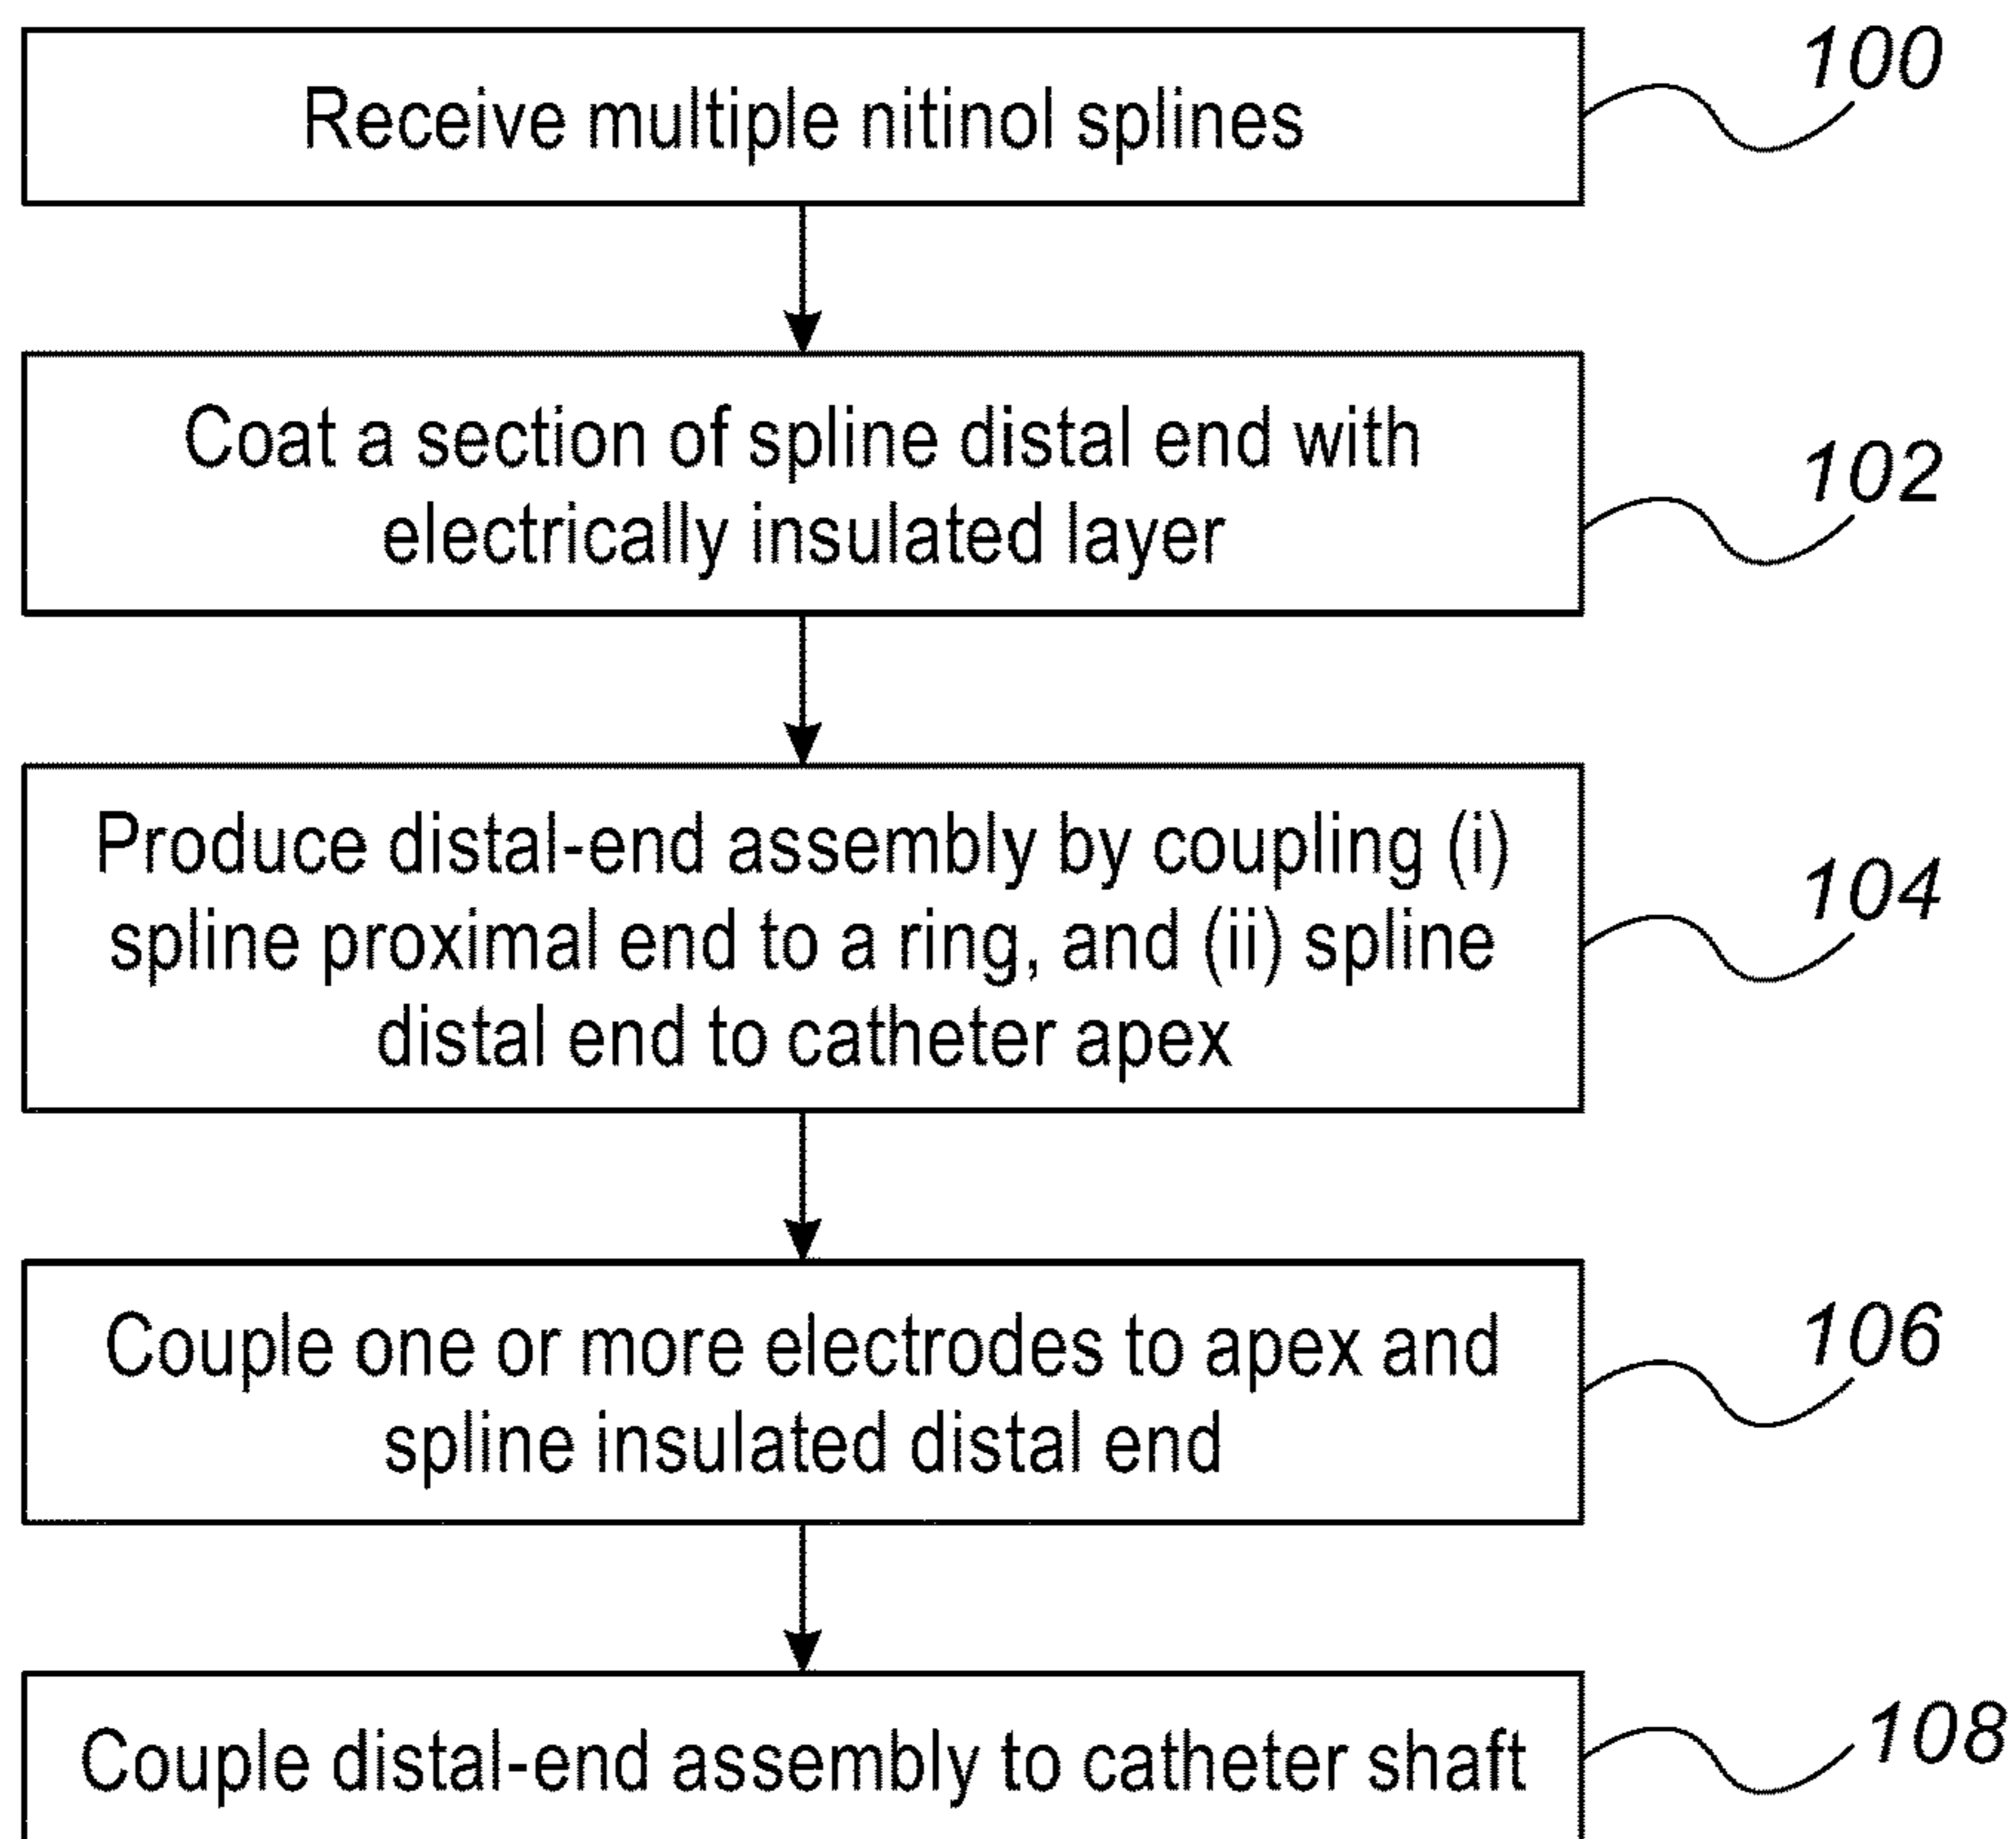 Receive multiple nitinol splines
100
Coat a section of spline distal end with
electrically insulated layer
102
Produce distal-end assembly by coupling (i)
spline proximal end to a ring, and (ii) spline
distal end to catheter apex
104
Couple one or more electrodes to apex and
spline insulated distal end
106
Couple distal-end assembly to catheter shaft
108